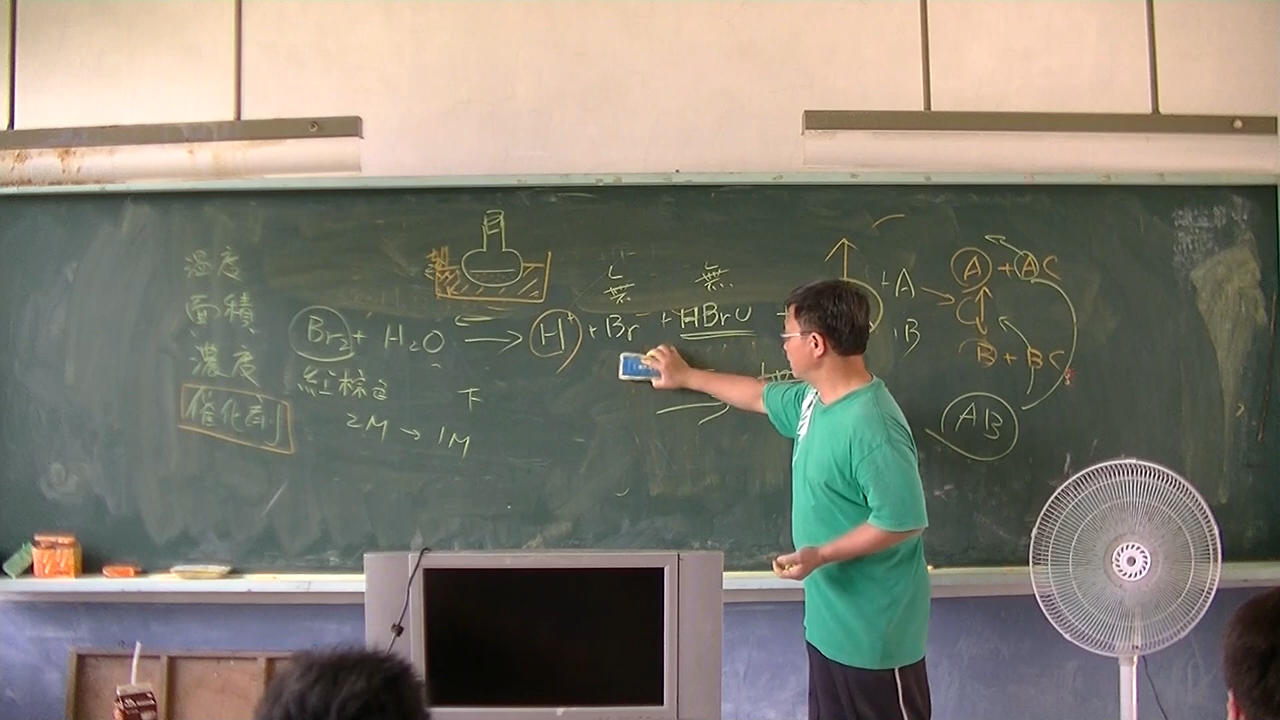 溫度
面積
濃度
催化劑
Br₂ + H₂O → H⁺ + Br⁻ + HBrO
無 無
紅棕色 下
2M → 1M
+A → A + AC
C
+B B + BC
AB